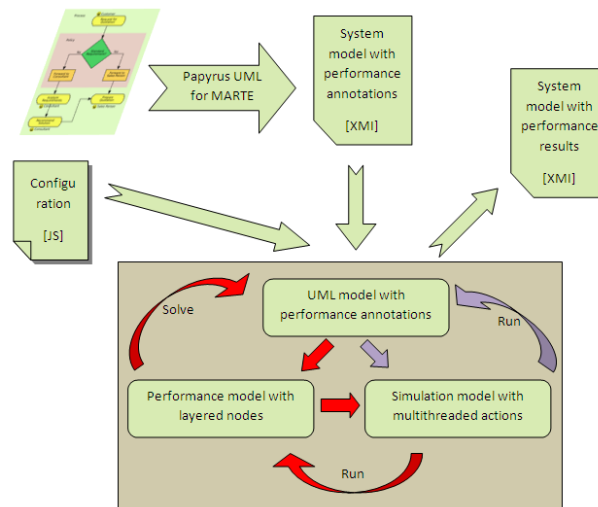 Papyrus UML
for MARTE
System
model with
performance
annotations
[XMI]
System
model with
performance
results
[XMI]
Configu
ration
[JS]
UML model with
performance annotations
Solve
Run
Performance model with
layered nodes
Simulation model with
multithreaded actions
Run